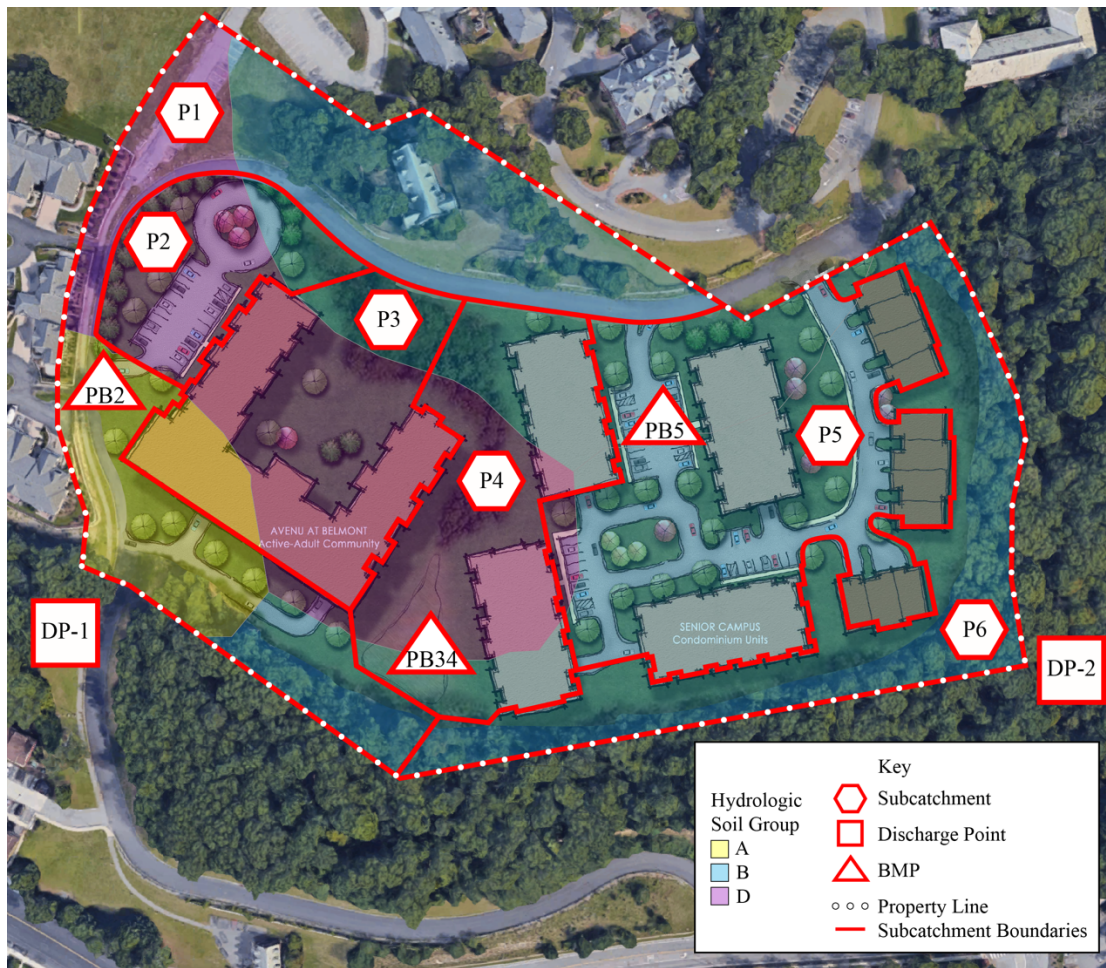 P1
P2
P3
PB2
PB5
P5
P4
AVENU AT BELMONT
Active-Adult Community
SENIOR CAMPUS
Condominium Units
DP-1
PB34
P6
DP-2
Key
Subcatchment
Hydrologic
Soil Group
Discharge Point
A
B
BMP
D
Property Line
Subcatchment Boundaries